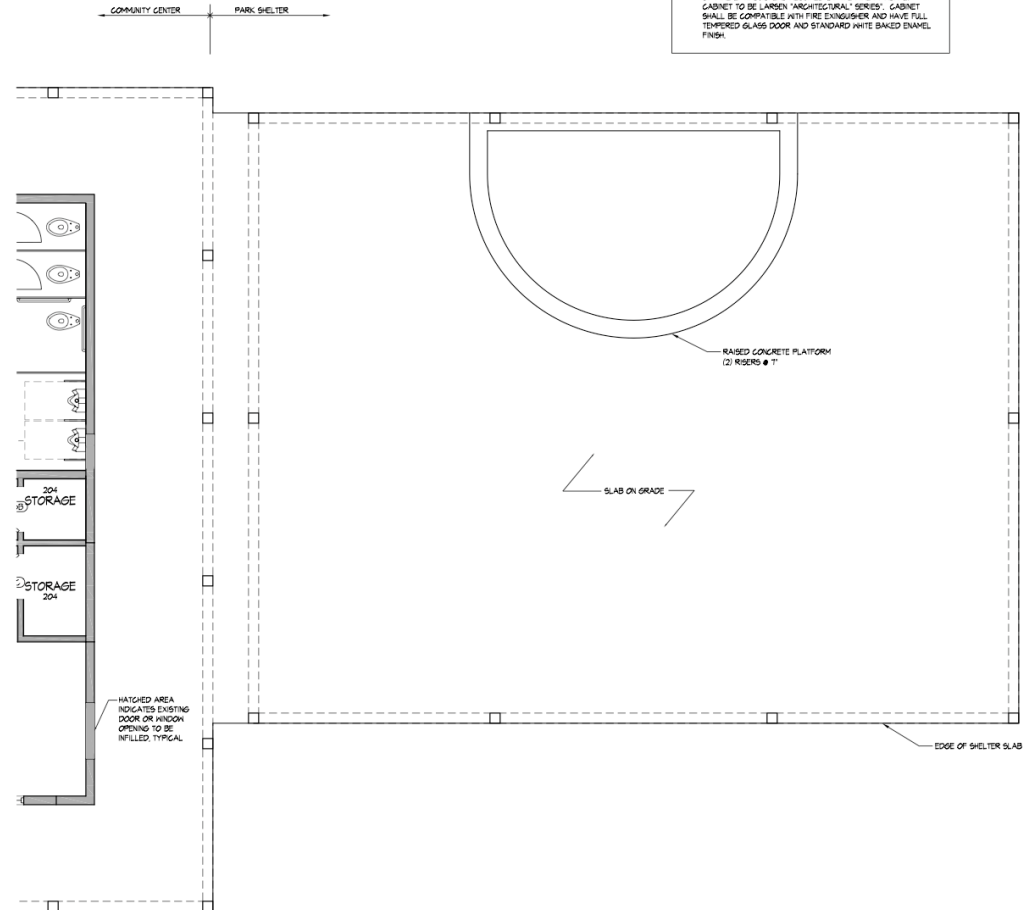 COMMUNITY CENTER
PARK SHELTER
CABINET TO BE LARSEN "ARCHITECTURAL" SERIES". CABINET
SHALL BE COMPATIBLE WITH FIRE EXINGUISHER AND HAVE FULL
TEMPERED GLASS DOOR AND STANDARD WHITE BAKED ENAMEL
FINISH.
RAISED CONCRETE PLATFORM
(2) RISERS @ 7"
SLAB ON GRADE
204
STORAGE
STORAGE
204
HATCHED AREA
INDICATES EXISTING
DOOR OR WINDOW
OPENING TO BE
INFILLED, TYPICAL
EDGE OF SHELTER SLAB